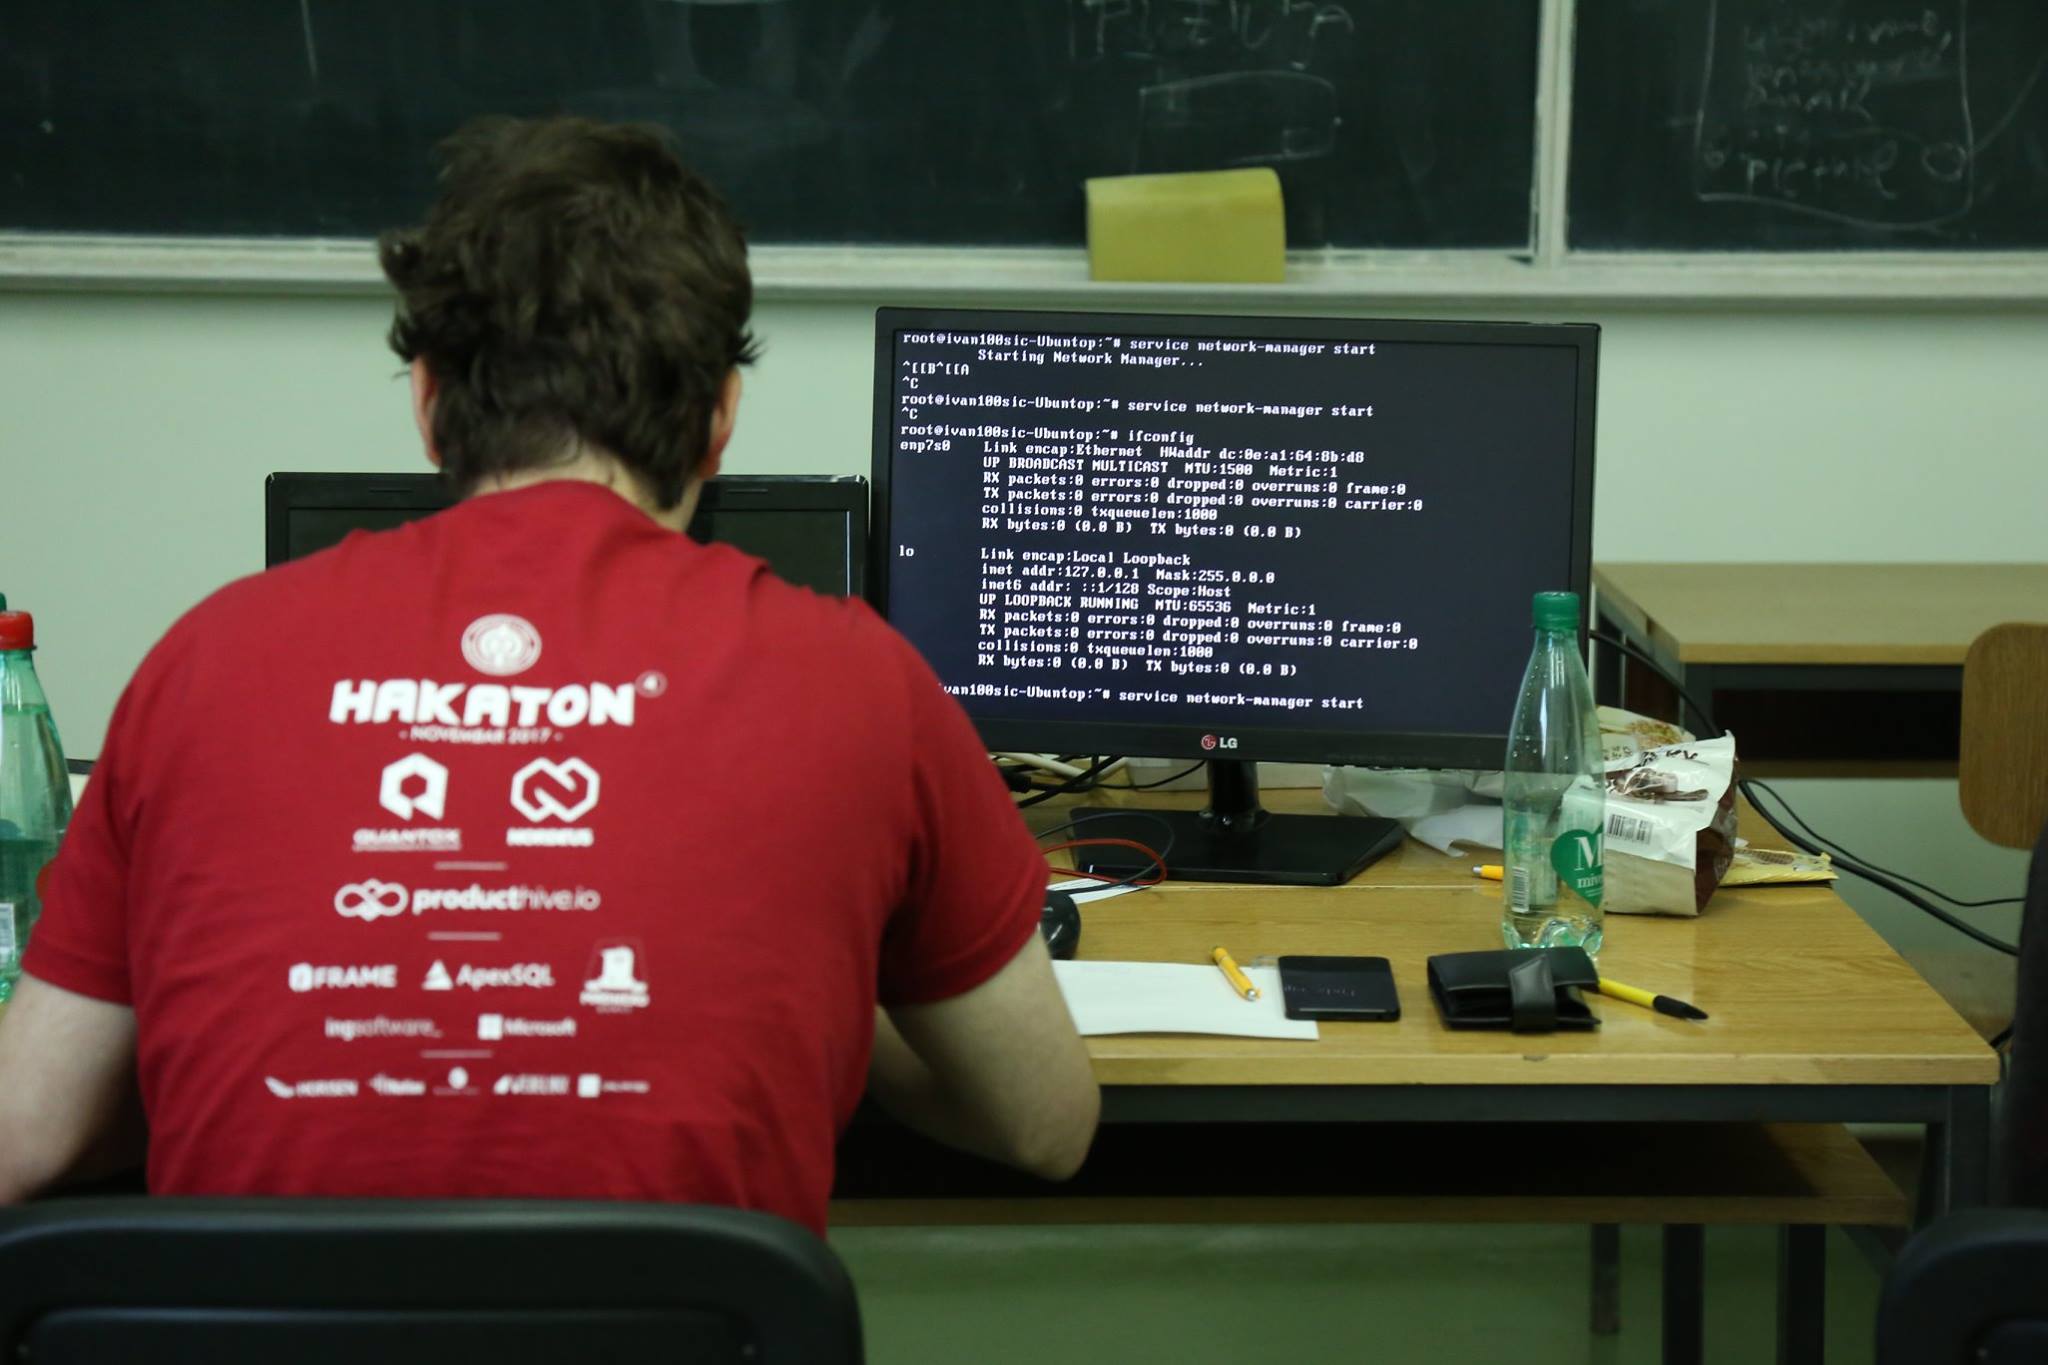 root@ivan100sic-Ubuntop:~# service network-manager start
Starting Network Manager...
^[[B^[[A
^C
root@ivan100sic-Ubuntop:~# service network-manager start
^C
root@ivan100sic-Ubuntop:~# ifconfig
enp7s0 Link encap:Ethernet HWaddr dc:0e:a1:64:8b:d8
UP BROADCAST MULTICAST MTU:1500 Metric:1
RX packets:0 errors:0 dropped:0 overruns:0 frame:0
TX packets:0 errors:0 dropped:0 overruns:0 carrier:0
collisions:0 txqueuelen:1000
RX bytes:0 (0.0 B) TX bytes:0 (0.0 B)
lo Link encap:Local Loopback
inet addr:127.0.0.1 Mask:255.0.0.0
inet6 addr: ::1/128 Scope:Host
UP LOOPBACK RUNNING MTU:65536 Metric:1
RX packets:0 errors:0 dropped:0 overruns:0 frame:0
TX packets:0 errors:0 dropped:0 overruns:0 carrier:0
collisions:0 txqueuelen:1000
RX bytes:0 (0.0 B) TX bytes:0 (0.0 B)
ivan100sic-Ubuntop:~# service network-manager start
LG
HAKATON 4
- NOVEMBAR 2017 -
QUANTOX NORDEUS
producthive.io
FRAME ApexSQL
ingsoftware_ Microsoft
HORISEN
M